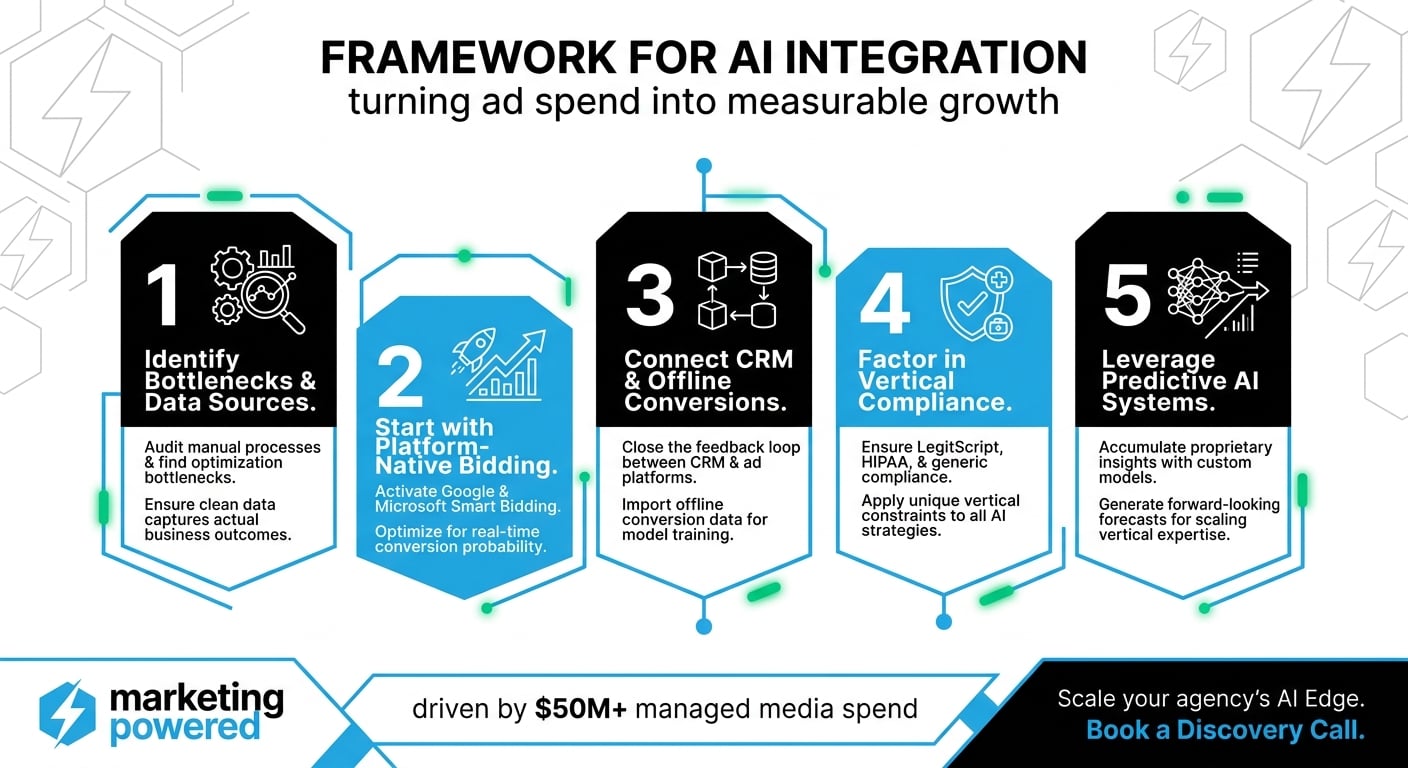 FRAMEWORK FOR AI INTEGRATION
turning ad spend into measurable growth
1
Identify
Bottlenecks &
Data Sources.
Audit manual processes
& find optimization
bottlenecks.
Ensure clean data
captures actual
business outcomes.
2
Start with
Platform-
Native Bidding.
Activate Google &
Microsoft Smart Bidding.
Optimize for real-time
conversion probability.
3
Connect CRM
& Offline
Conversions.
Close the feedback loop
between CRM & ad
platforms.
Import offline
conversion data for
model training.
4
Factor in
Vertical
Compliance.
Ensure LegitScript,
HIPAA, & generic
compliance.
Apply unique vertical
constraints to all AI
strategies.
5
Leverage
Predictive AI
Systems.
Accumulate proprietary
insights with custom
models.
Generate forward-looking
forecasts for scaling
vertical expertise.
marketing
powered
driven by $50M+ managed media spend
Scale your agency's AI Edge.
Book a Discovery Call.